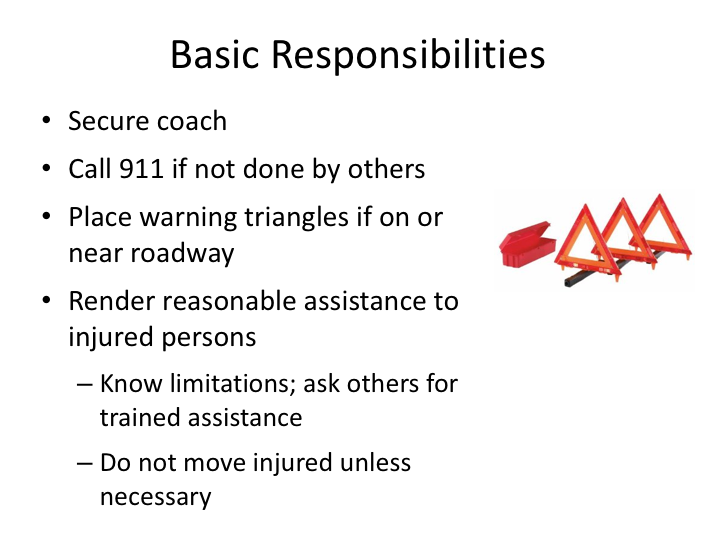 Basic Responsibilities
• Secure coach
• Call 911 if not done by others
• Place warning triangles if on or
near roadway
• Render reasonable assistance to
injured persons
– Know limitations; ask others for
trained assistance
– Do not move injured unless
necessary